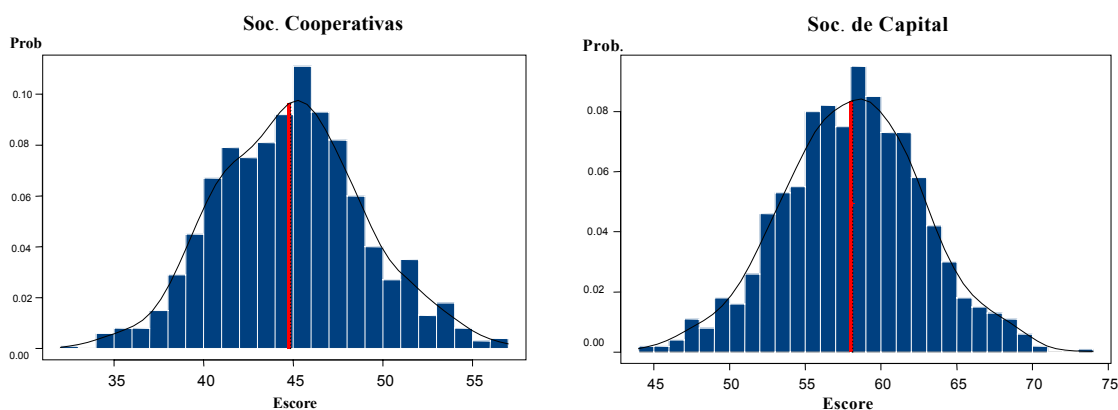 Soc. Cooperativas
Prob
0.10
0.08
0.06
0.04
0.02
0.00
35 40 45 50 55
Escore
Soc. de Capital
Prob.
0.08
0.06
0.04
0.02
0.00
45 50 55 60 65 70 75
Escore